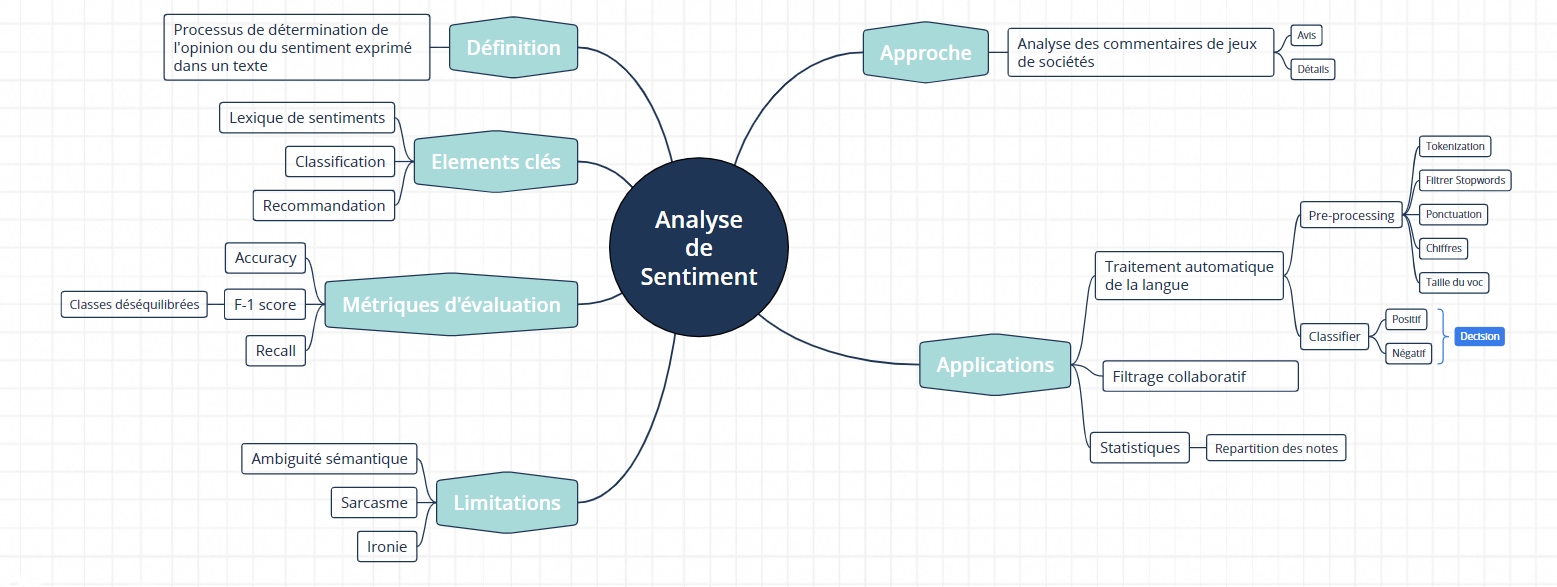 Analyse
de
Sentiment
Définition
Processus de détermination de
l'opinion ou du sentiment exprimé
dans un texte
Elements clés
Lexique de sentiments
Classification
Recommandation
Métriques d'évaluation
Accuracy
F-1 score
Classes déséquilibrées
Recall
Limitations
Ambiguité sémantique
Sarcasme
Ironie
Approche
Analyse des commentaires de jeux
de sociétés
Avis
Détails
Applications
Traitement automatique
de la langue
Pre-processing
Tokenization
Filtrer Stopwords
Ponctuation
Chiffres
Taille du voc
Classifier
Positif
Négatif
Decision
Filtrage collaboratif
Statistiques
Repartition des notes